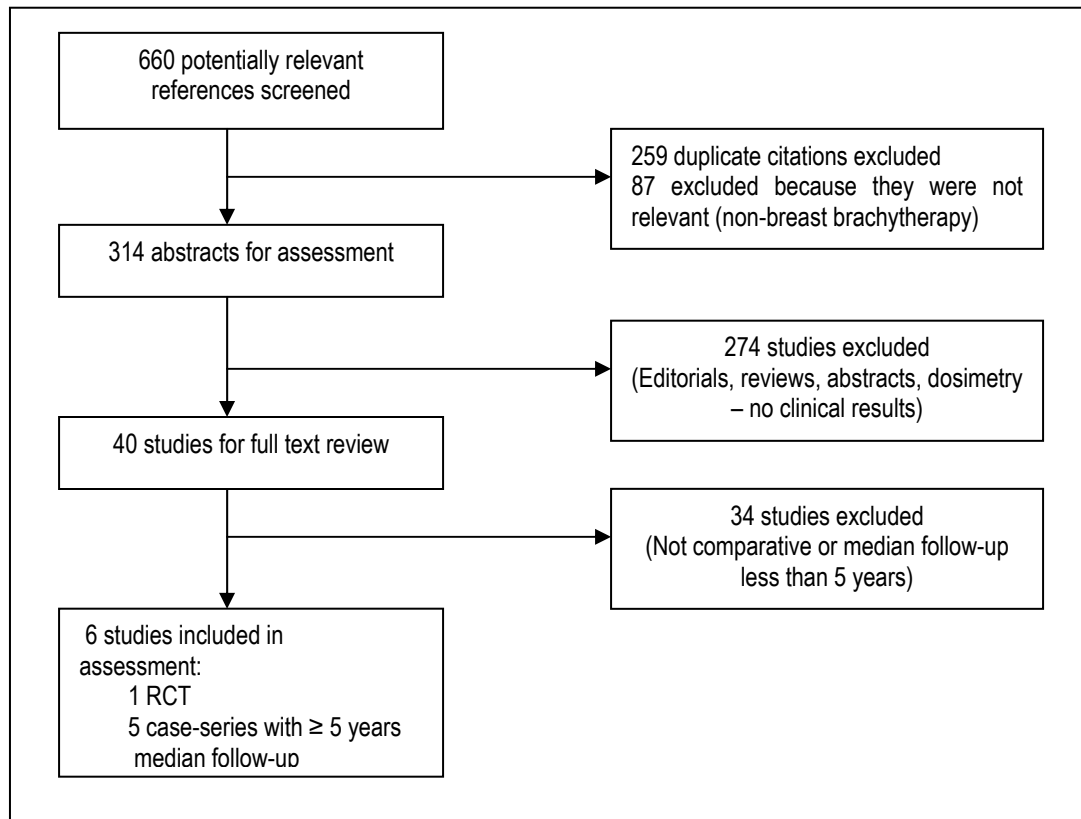 660 potentially relevant
references screened
259 duplicate citations excluded
87 excluded because they were not
relevant (non-breast brachytherapy)
314 abstracts for assessment
274 studies excluded
(Editorials, reviews, abstracts, dosimetry
– no clinical results)
40 studies for full text review
34 studies excluded
(Not comparative or median follow-up
less than 5 years)
6 studies included in
assessment:
1 RCT
5 case-series with ≥ 5 years
median follow-up